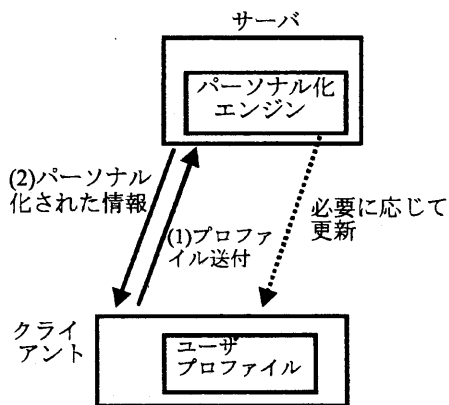 サーバ
パーソナル化
エンジン
(2)パーソナル
化された情報
(1)プロファ
イル送付
必要に応じて
更新
クライ
アント
ユーザ
プロファイル